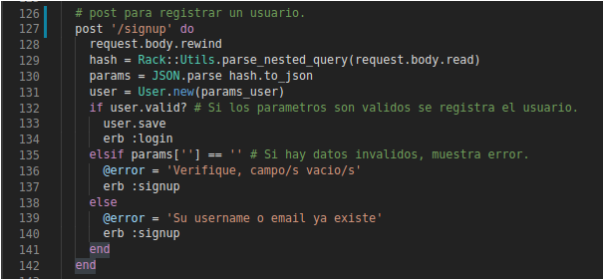 126 # post para registrar un usuario.
127 post '/signup' do
128 request.body.rewind
129 hash = Rack::Utils.parse_nested_query(request.body.read)
130 params = JSON.parse hash.to_json
131 user = User.new(params_user)
132 if user.valid? # Si los parametros son validos se registra el usuario.
133 user.save
134 erb :login
135 elsif params[''] == '' # Si hay datos invalidos, muestra error.
136 @error = 'Verifique, campo/s vacio/s'
137 erb :signup
138 else
139 @error = 'Su username o email ya existe'
140 erb :signup
141 end
142 end